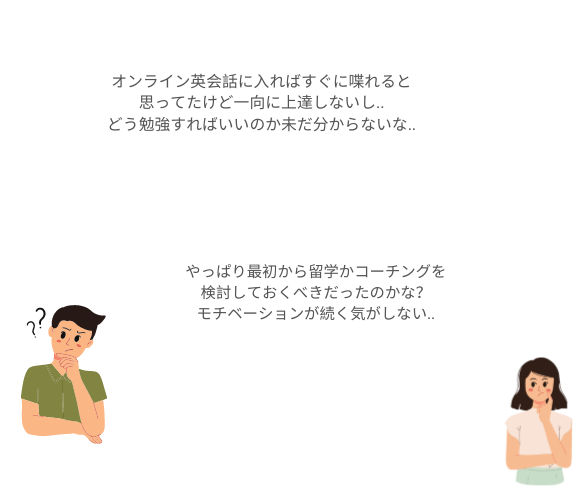 オンライン英会話に入ればすぐに喋れると
思ってたけど一向に上達しないし..
どう勉強すればいいのか未だ分からないな..
やっぱり最初から留学かコーチングを
検討しておくべきだったのかな?
モチベーションが続く気がしない..
??